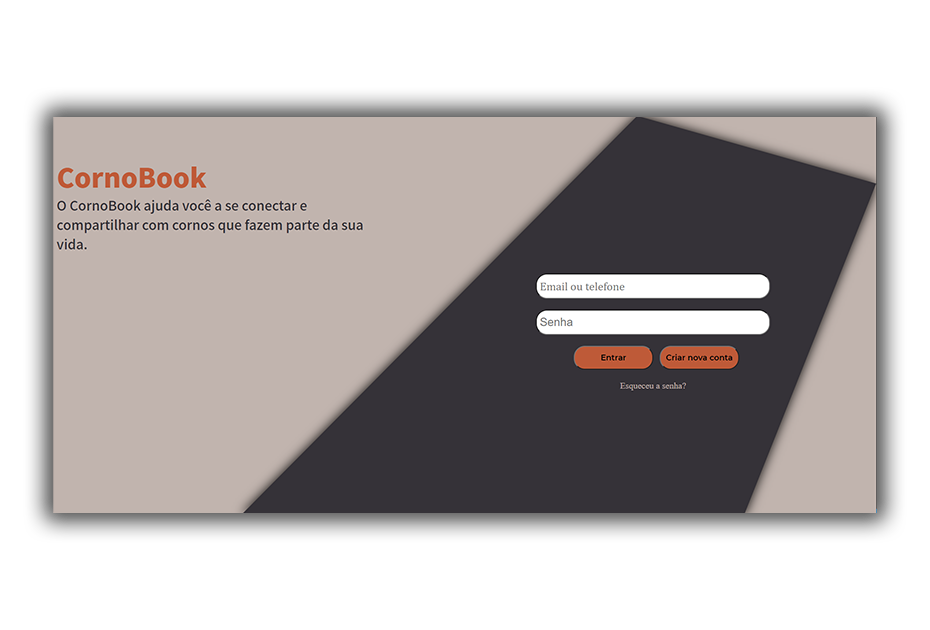 CornoBook
O CornoBook ajuda você a se conectar e
compartilhar com cornos que fazem parte da sua
vida.
Email ou telefone
Senha
Entrar
Criar nova conta
Esqueceu a senha?